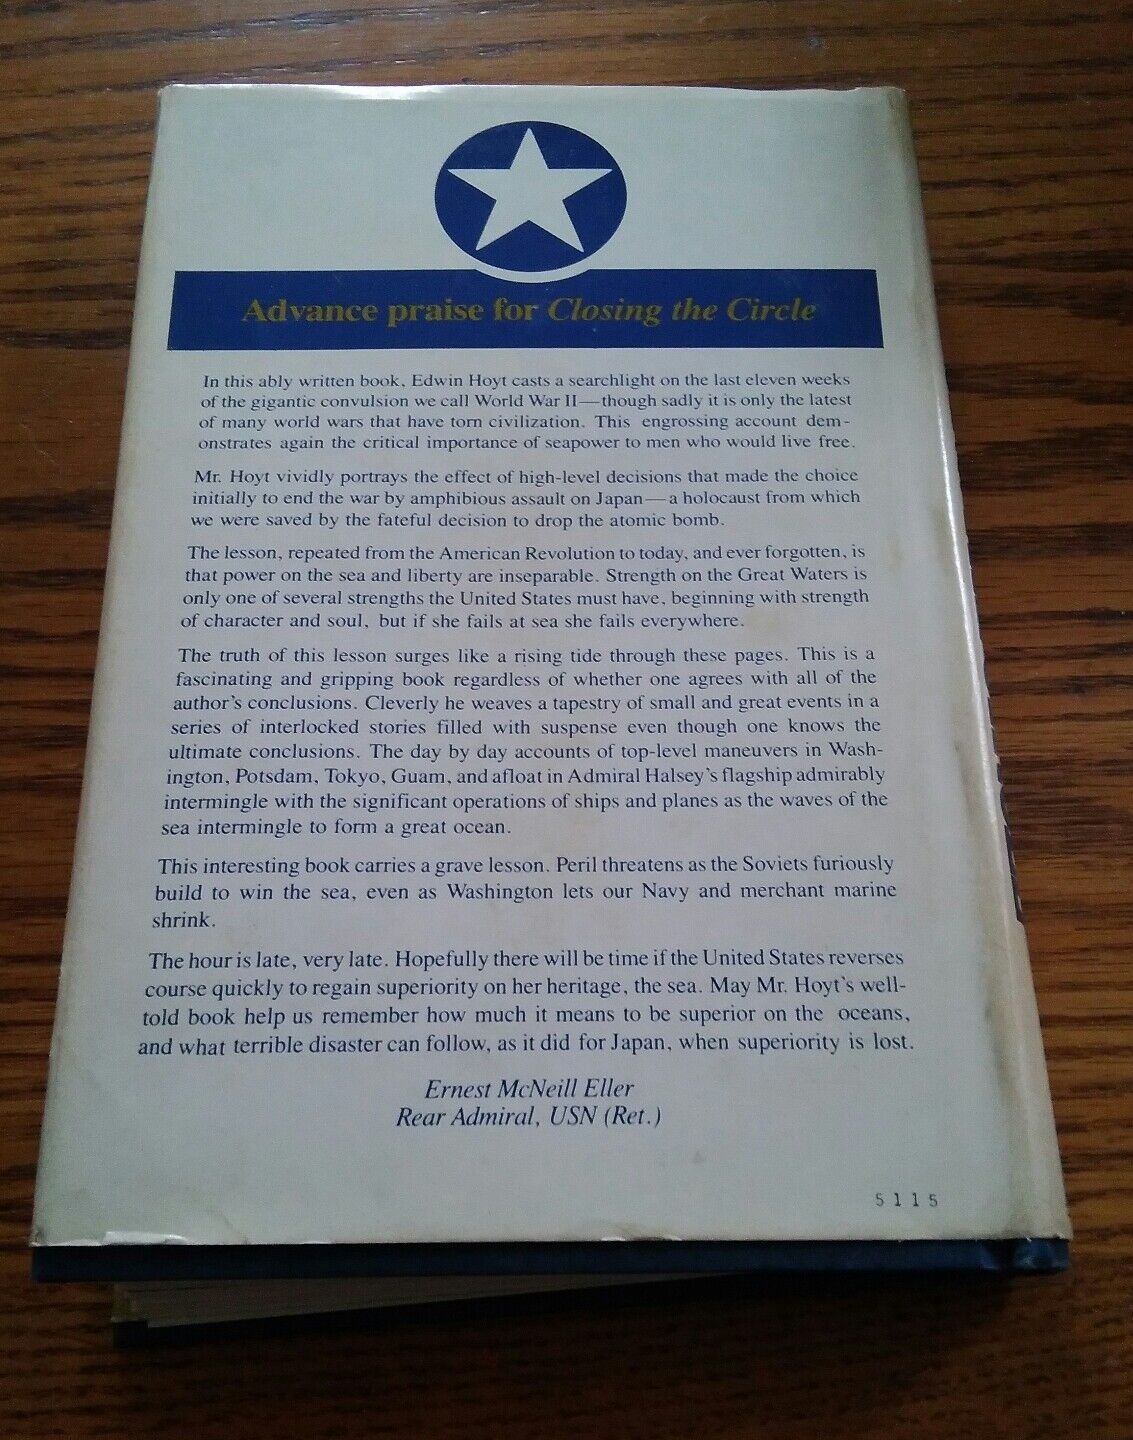 Advance praise for Closing the Circle
In this ably written book, Edwin Hoyt casts a searchlight on the last eleven weeks
of the gigantic convulsion we call World War II—though sadly it is only the latest
of many world wars that have torn civilization. This engrossing account dem-
onstrates again the critical importance of seapower to men who would live free.
Mr. Hoyt vividly portrays the effect of high-level decisions that made the choice
initially to end the war by amphibious assault on Japan—a holocaust from which
we were saved by the fateful decision to drop the atomic bomb.
The lesson, repeated from the American Revolution to today, and ever forgotten, is
that power on the sea and liberty are inseparable. Strength on the Great Waters is
only one of several strengths the United States must have, beginning with strength
of character and soul, but if she fails at sea she fails everywhere.
The truth of this lesson surges like a rising tide through these pages. This is a
fascinating and gripping book regardless of whether one agrees with all of the
author's conclusions. Cleverly he weaves a tapestry of small and great events in a
series of interlocked stories filled with suspense even though one knows the
ultimate conclusions. The day by day accounts of top-level maneuvers in Wash-
ington, Potsdam, Tokyo, Guam, and afloat in Admiral Halsey's flagship admirably
intermingle with the significant operations of ships and planes as the waves of the
sea intermingle to form a great ocean.
This interesting book carries a grave lesson. Peril threatens as the Soviets furiously
build to win the sea, even as Washington lets our Navy and merchant marine
shrink.
The hour is late, very late. Hopefully there will be time if the United States reverses
course quickly to regain superiority on her heritage, the sea. May Mr. Hoyt's well-
told book help us remember how much it means to be superior on the oceans,
and what terrible disaster can follow, as it did for Japan, when superiority is lost.
Ernest McNeill Eller
Rear Admiral, USN (Ret.)
5115